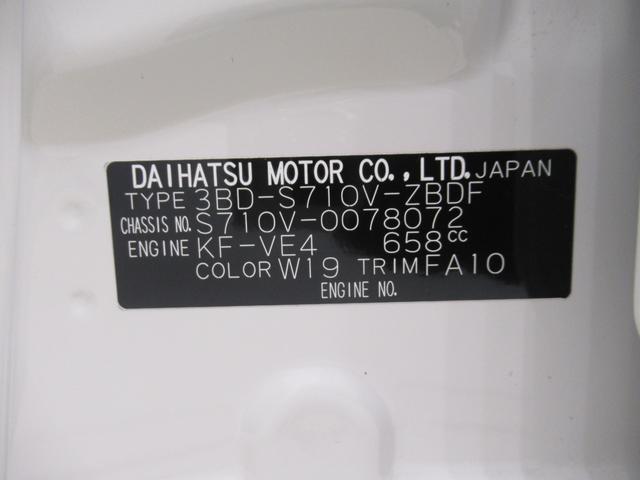 DAIHATSU MOTOR CO.,LTD. JAPAN
TYPE 3BD-S710V-ZBDF
CHASSIS NO. S710V-0078072
ENGINE KF-VE4 658cc
COLOR W19 TRIM FA10
ENGINE NO.